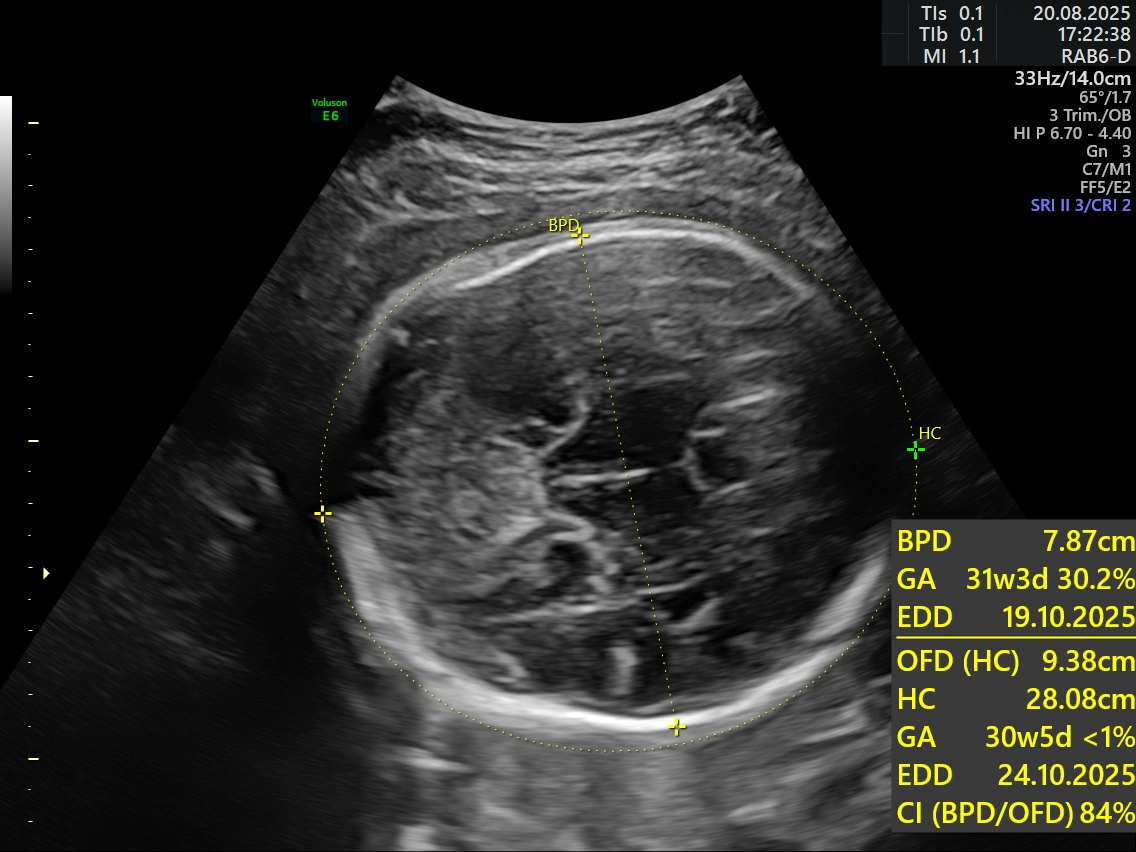 TIs 0.1 20.08.2025
TIb 0.1 17:22:38
MI 1.1 RAB6-D
33Hz/14.0cm
65°/1.7
3 Trim./OB
HI P 6.70 - 4.40
Gn 3
C7/M1
FF5/E2
SRI II 3/CRI 2
Voluson
E6
BPD
HC
BPD 7.87cm
GA 31w3d 30.2%
EDD 19.10.2025
OFD (HC) 9.38cm
HC 28.08cm
GA 30w5d <1%
EDD 24.10.2025
CI (BPD/OFD) 84%